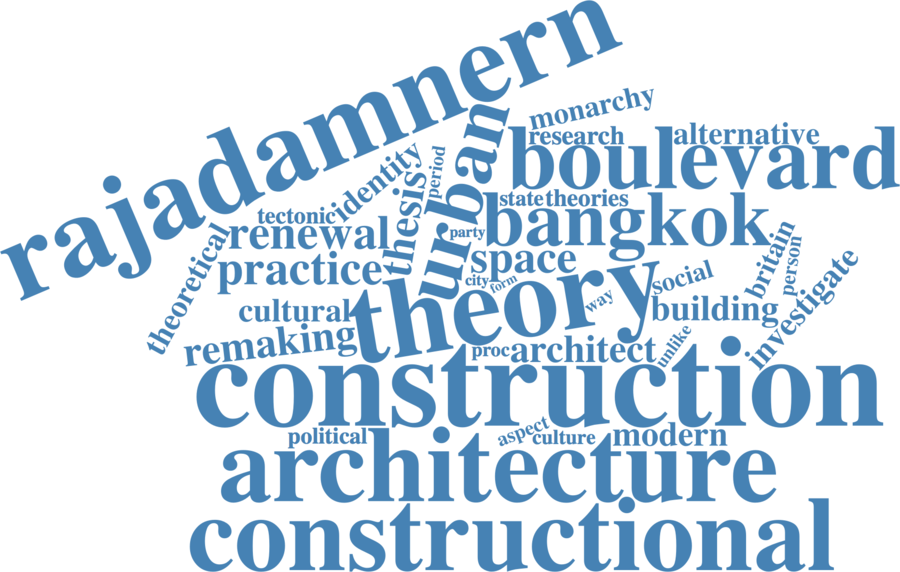 rajadamnern
monarchy
research
alternative
boulevard
urban
period
identity
thesis
tectonic
state
theories
bangkok
theoretical
renewal
party
practice
space
city
form
way
social
britain
person
investigate
cultural
theory
building
remaking
proc
architect
unlike
construction
political
aspect
culture
modern
architecture
constructional